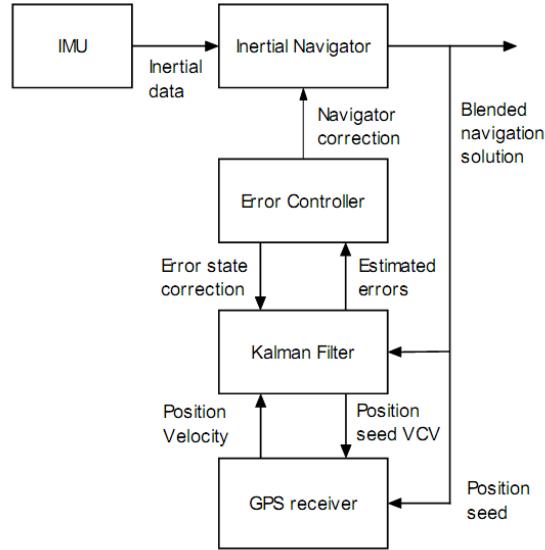 IMU
Inertial Navigator
Inertial
data
Navigator
correction
Blended
navigation
solution
Error Controller
Error state
correction
Estimated
errors
Kalman Filter
Position
Velocity
Position
seed VCV
GPS receiver
Position
seed